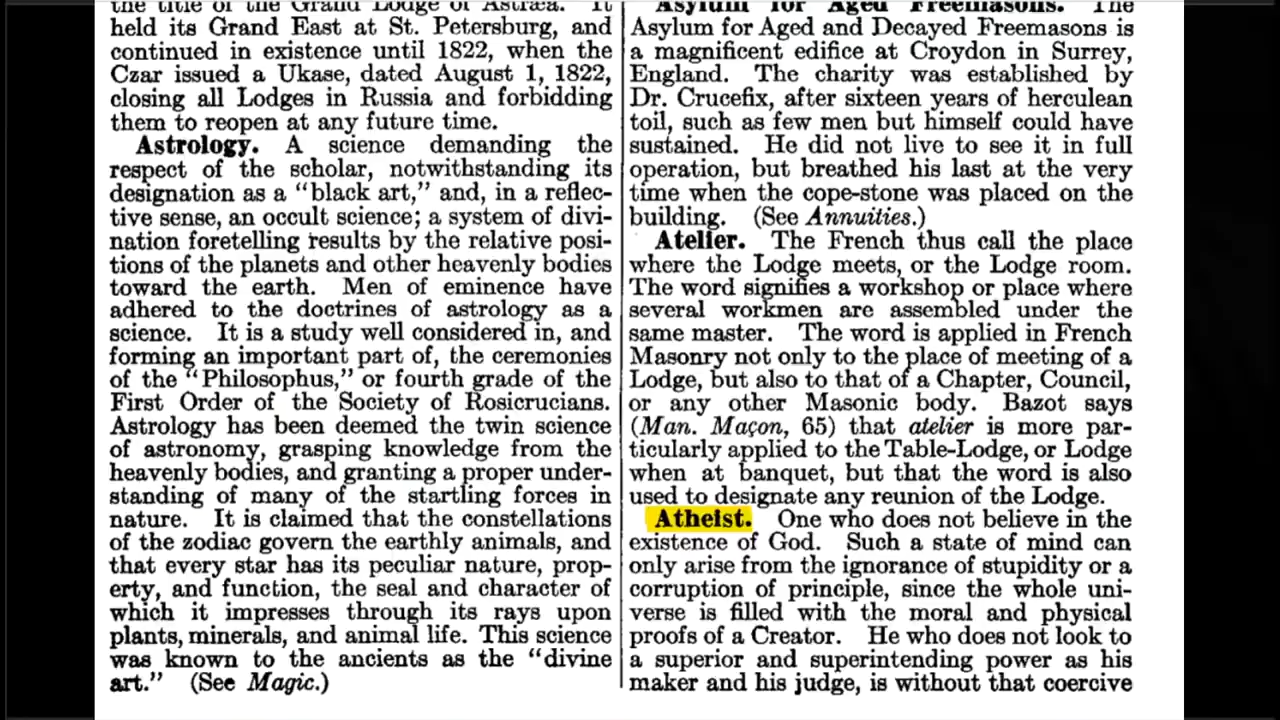 the title of the Grand Lodge of Astræa. It
held its Grand East at St. Petersburg, and
continued in existence until 1822, when the
Czar issued a Ukase, dated August 1, 1822,
closing all Lodges in Russia and forbidding
them to reopen at any future time.
Astrology. A science demanding the
respect of the scholar, notwithstanding its
designation as a “black art,” and, in a reflec-
tive sense, an occult science; a system of divi-
nation foretelling results by the relative posi-
tions of the planets and other heavenly bodies
toward the earth. Men of eminence have
adhered to the doctrines of astrology as a
science. It is a study well considered in, and
forming an important part of, the ceremonies
of the “Philosophus,” or fourth grade of the
First Order of the Society of Rosicrucians.
Astrology has been deemed the twin science
of astronomy, grasping knowledge from the
heavenly bodies, and granting a proper under-
standing of many of the startling forces in
nature. It is claimed that the constellations
of the zodiac govern the earthly animals, and
that every star has its peculiar nature, prop-
erty, and function, the seal and character of
which it impresses through its rays upon
plants, minerals, and animal life. This science
was known to the ancients as the “divine
art.” (See Magic.)
Asylum for Aged Freemasons. The
Asylum for Aged and Decayed Freemasons is
a magnificent edifice at Croydon in Surrey,
England. The charity was established by
Dr. Crucefix, after sixteen years of herculean
toil, such as few men but himself could have
sustained. He did not live to see it in full
operation, but breathed his last at the very
time when the cope-stone was placed on the
building. (See Annuities.)
Atelier. The French thus call the place
where the Lodge meets, or the Lodge room.
The word signifies a workshop or place where
several workmen are assembled under the
same master. The word is applied in French
Masonry not only to the place of meeting of a
Lodge, but also to that of a Chapter, Council,
or any other Masonic body. Bazot says
(Man. Maçon, 65) that atelier is more par-
ticularly applied to the Table-Lodge, or Lodge
when at banquet, but that the word is also
used to designate any reunion of the Lodge.
Atheist. One who does not believe in the
existence of God. Such a state of mind can
only arise from the ignorance of stupidity or a
corruption of principle, since the whole uni-
verse is filled with the moral and physical
proofs of a Creator. He who does not look to
a superior and superintending power as his
maker and his judge, is without that coercive